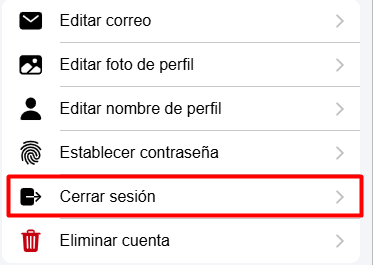 Editar correo
Editar foto de perfil
Editar nombre de perfil
Establecer contraseña
Cerrar sesión
Eliminar cuenta